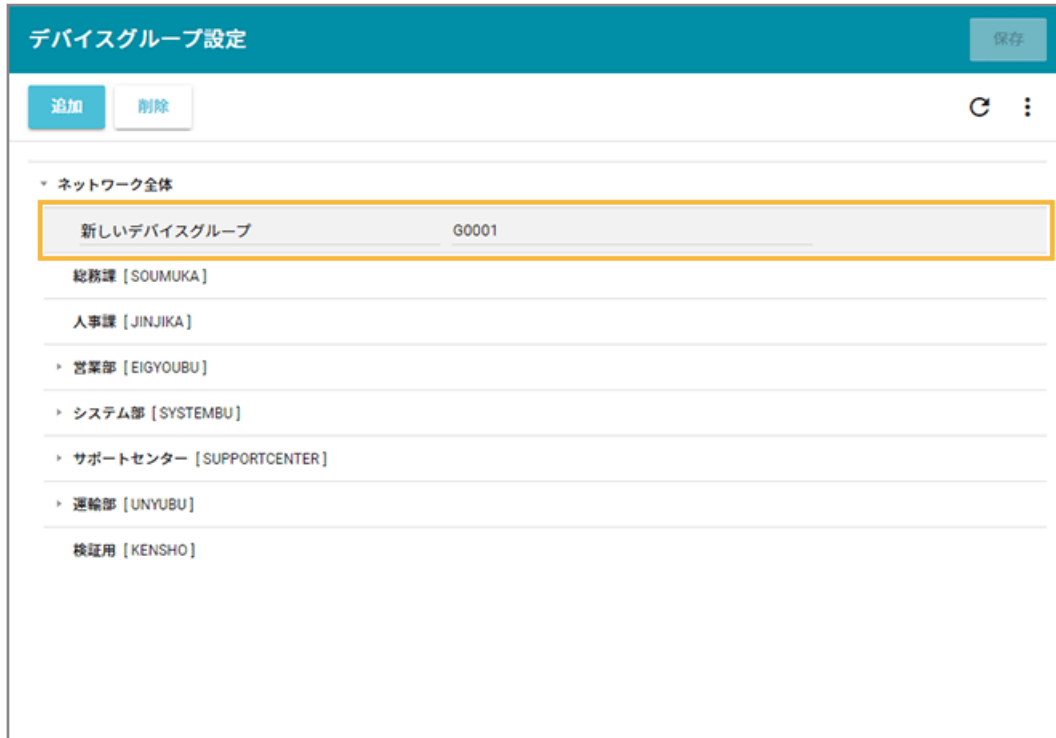 デバイスグループ設定 保存
追加 削除
ネットワーク全体
新しいデバイスグループ G0001
総務課 [ SOUMUKA ]
人事課 [ JINJIKA ]
営業部 [ EIGYOUBU ]
システム部 [ SYSTEMBU ]
サポートセンター [ SUPPORTCENTER ]
運輸部 [ UNYUBU ]
検証用 [ KENSHO ]